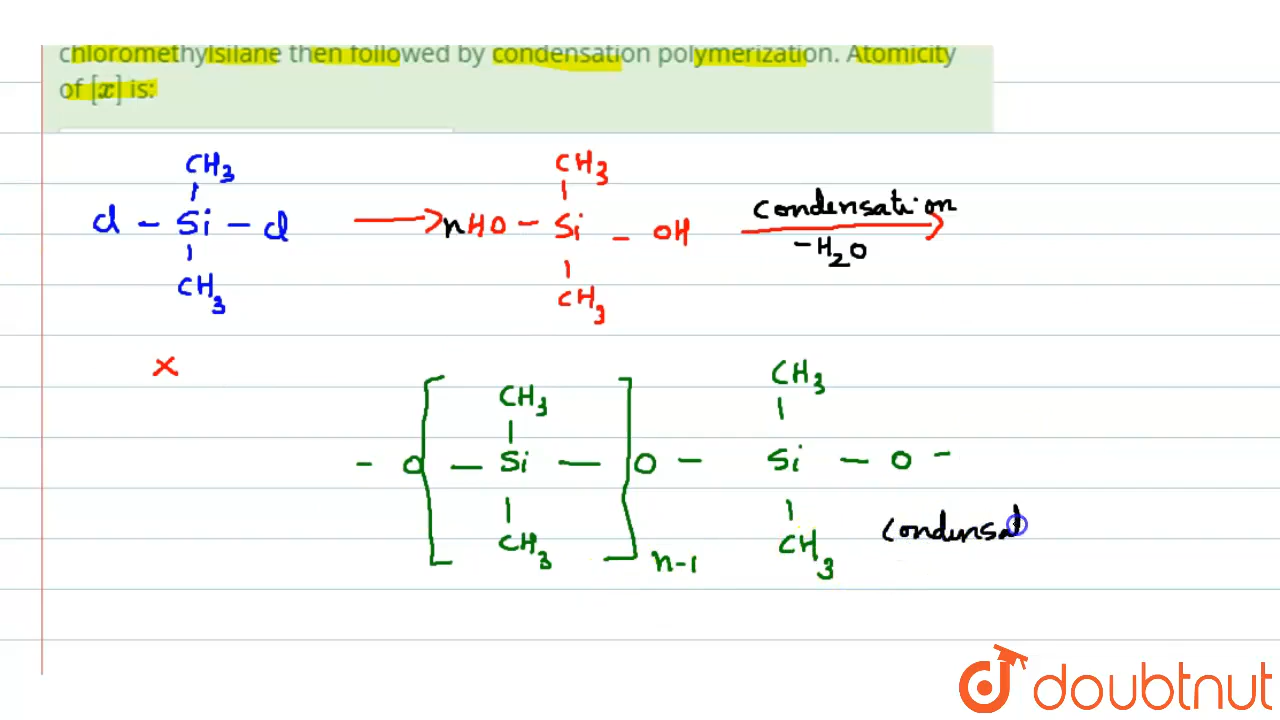 chloromethylsilane then followed by condensation polymerization. Atomicity
of [x] is:
CH3
Cl - Si - Cl
CH3
CH3
nHO - Si - OH
CH3
condensation
-H2O
x
CH3
- O [ - Si - ] O -
CH3
n-1
CH3
Si - O -
CH3
Condensat
doubtnut